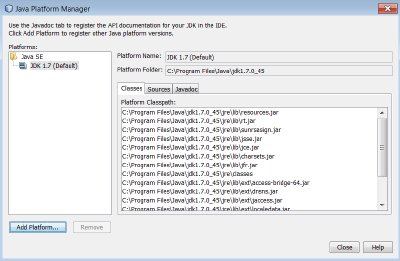 Java Platform Manager
Use the Javadoc tab to register the API documentation for your JDK in the IDE.
Click Add Platform to register other Java platform versions.
Platforms:
Java SE
JDK 1.7 (Default)
Platform Name: JDK 1.7 (Default)
Platform Folder: C:\Program Files\Java\jdk1.7.0_45
Classes Sources Javadoc
Platform Classpath:
C:\Program Files\Java\jdk1.7.0_45\jre\lib\resources.jar
C:\Program Files\Java\jdk1.7.0_45\jre\lib\rt.jar
C:\Program Files\Java\jdk1.7.0_45\jre\lib\sunrsasign.jar
C:\Program Files\Java\jdk1.7.0_45\jre\lib\jsse.jar
C:\Program Files\Java\jdk1.7.0_45\jre\lib\jce.jar
C:\Program Files\Java\jdk1.7.0_45\jre\lib\charsets.jar
C:\Program Files\Java\jdk1.7.0_45\jre\lib\jfr.jar
C:\Program Files\Java\jdk1.7.0_45\jre\classes
C:\Program Files\Java\jdk1.7.0_45\jre\lib\ext\access-bridge-64.jar
C:\Program Files\Java\jdk1.7.0_45\jre\lib\ext\dnsns.jar
C:\Program Files\Java\jdk1.7.0_45\jre\lib\ext\jaccess.jar
C:\Program Files\Java\jdk1.7.0_45\jre\lib\ext\localedata.jar
Add Platform... Remove
Close Help